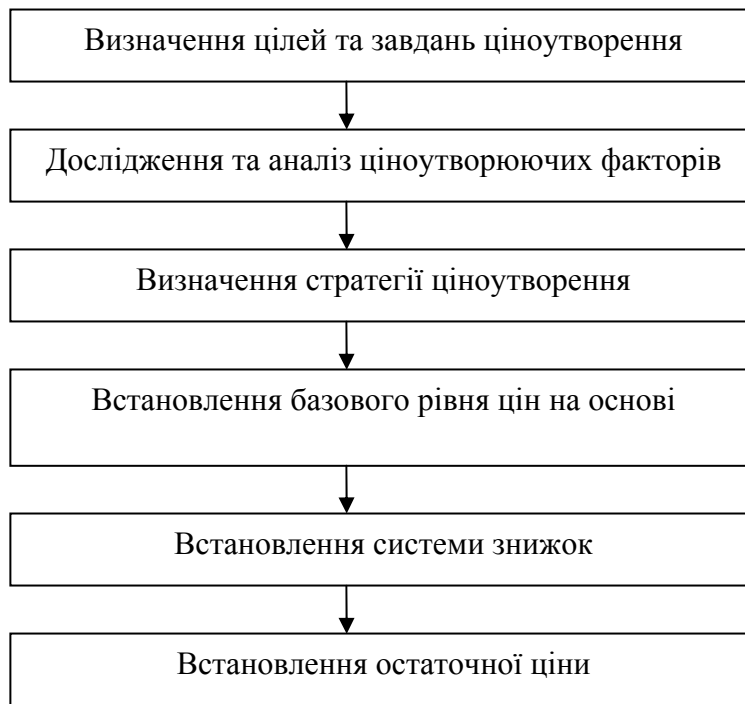 Визначення цілей та завдань ціноутворення
Дослідження та аналіз ціноутворюючих факторів
Визначення стратегії ціноутворення
Встановлення базового рівня цін на основі
Встановлення системи знижок
Встановлення остаточної ціни